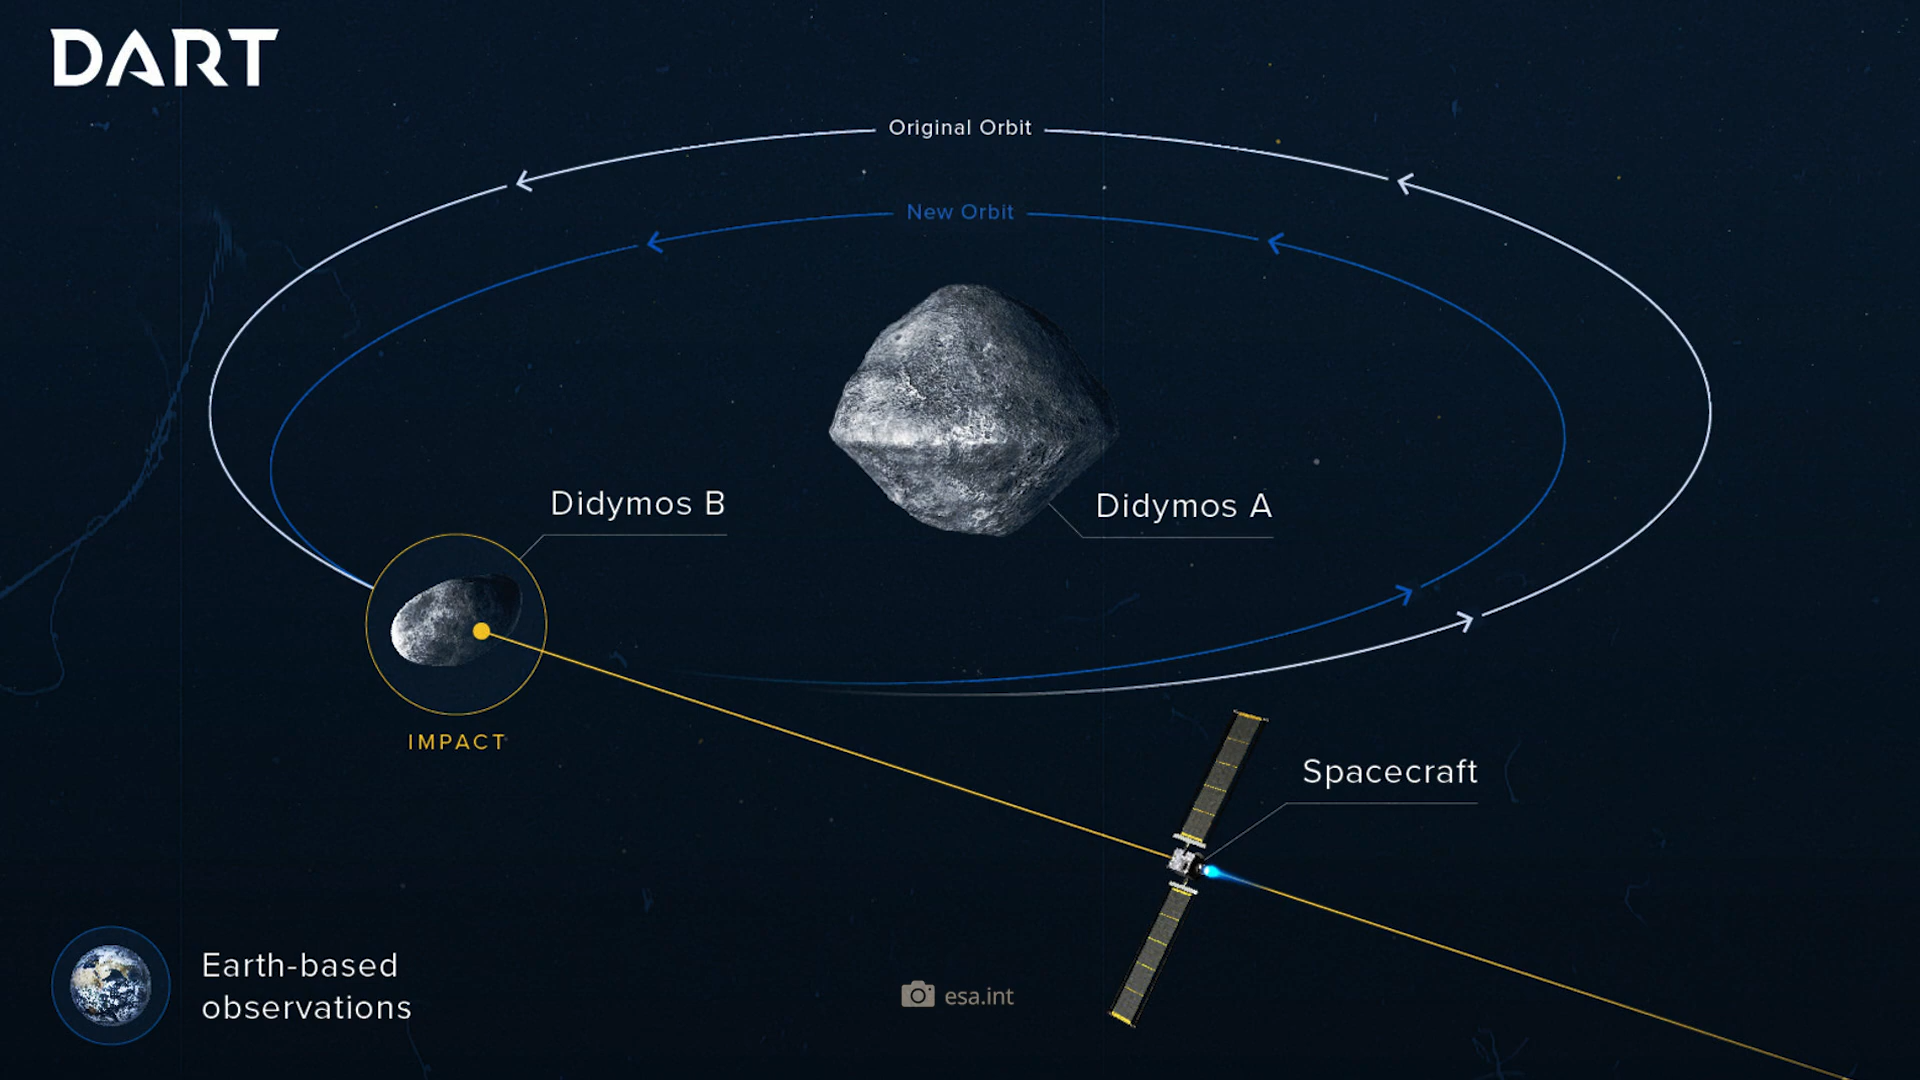 DART
Original Orbit
New Orbit
Didymos B
Didymos A
IMPACT
Spacecraft
Earth-based
observations
esa.int